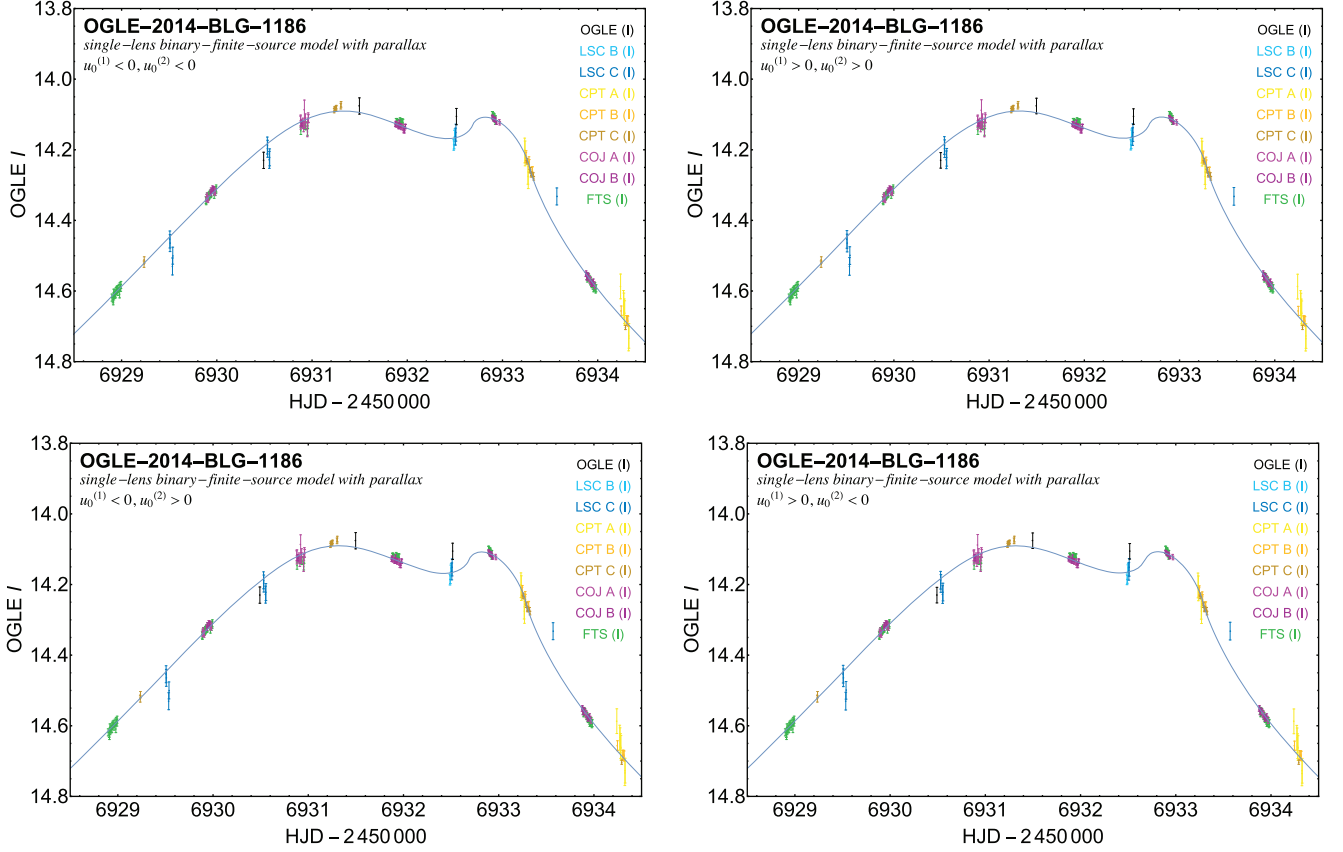 OGLE−2014−BLG−1186
single−lens binary−finite−source model with parallax
u0(1) < 0, u0(2) < 0
OGLE (I)
LSC B (I)
LSC C (I)
CPT A (I)
CPT B (I)
CPT C (I)
COJ A (I)
COJ B (I)
FTS (I)
OGLE I
13.8
14.0
14.2
14.4
14.6
14.8
6929 6930 6931 6932 6933 6934
HJD − 2 450 000
OGLE−2014−BLG−1186
single−lens binary−finite−source model with parallax
u0(1) > 0, u0(2) > 0
OGLE (I)
LSC B (I)
LSC C (I)
CPT A (I)
CPT B (I)
CPT C (I)
COJ A (I)
COJ B (I)
FTS (I)
OGLE I
13.8
14.0
14.2
14.4
14.6
14.8
6929 6930 6931 6932 6933 6934
HJD − 2 450 000
OGLE−2014−BLG−1186
single−lens binary−finite−source model with parallax
u0(1) < 0, u0(2) > 0
OGLE (I)
LSC B (I)
LSC C (I)
CPT A (I)
CPT B (I)
CPT C (I)
COJ A (I)
COJ B (I)
FTS (I)
OGLE I
13.8
14.0
14.2
14.4
14.6
14.8
6929 6930 6931 6932 6933 6934
HJD − 2 450 000
OGLE−2014−BLG−1186
single−lens binary−finite−source model with parallax
u0(1) > 0, u0(2) < 0
OGLE (I)
LSC B (I)
LSC C (I)
CPT A (I)
CPT B (I)
CPT C (I)
COJ A (I)
COJ B (I)
FTS (I)
OGLE I
13.8
14.0
14.2
14.4
14.6
14.8
6929 6930 6931 6932 6933 6934
HJD − 2 450 000